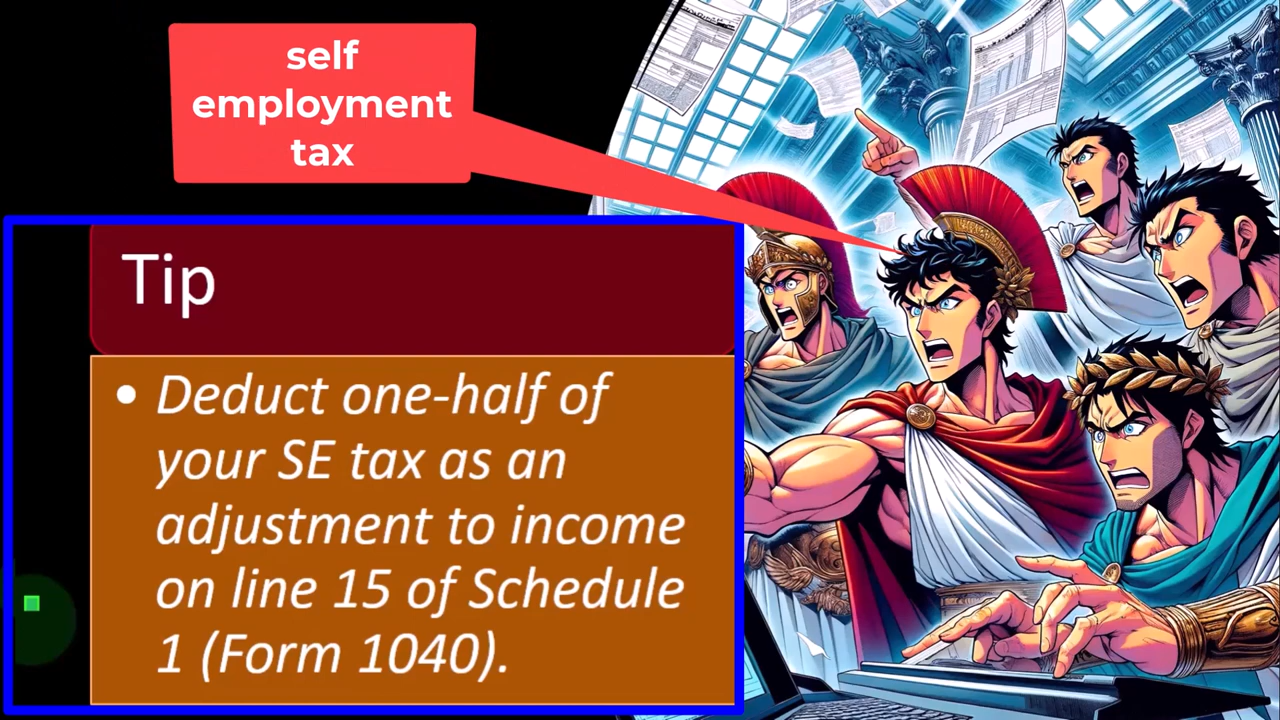 self
employment
tax
Tip
• Deduct one-half of
your SE tax as an
adjustment to income
on line 15 of Schedule
1 (Form 1040).